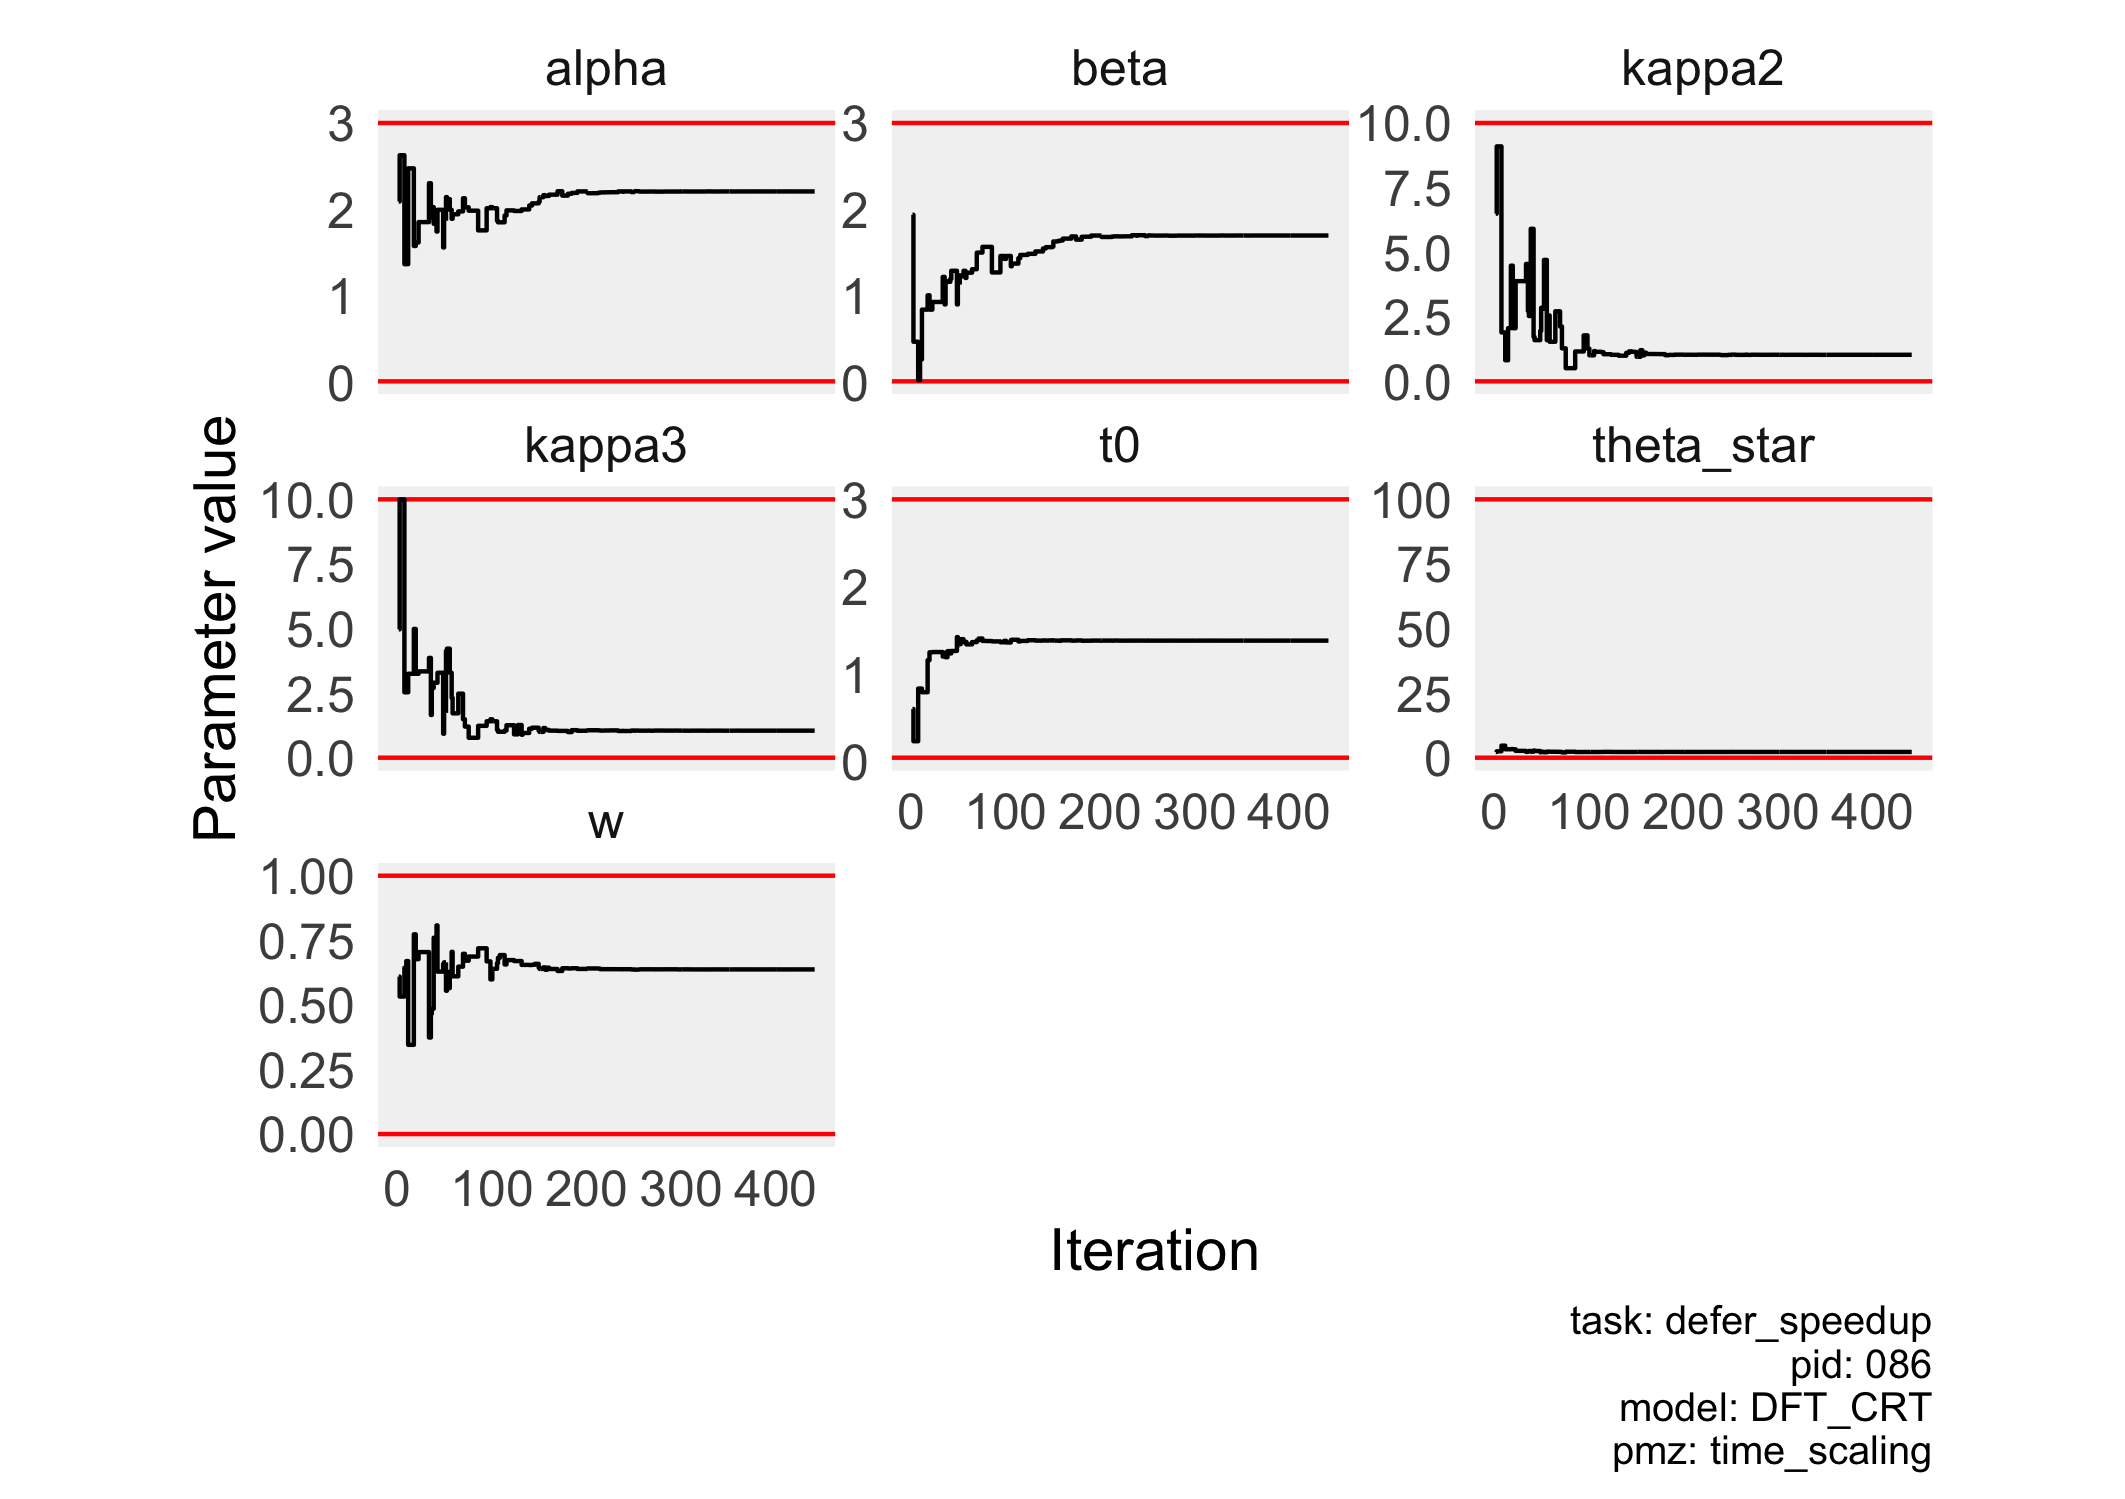 alpha
beta
kappa2
3
2
1
0
3
2
1
0
10.0
7.5
5.0
2.5
0.0
kappa3
t0
theta_star
10.0
7.5
5.0
2.5
0.0
3
2
1
0
100
75
50
25
0
0 100 200 300 400
0 100 200 300 400
w
1.00
0.75
0.50
0.25
0.00
0 100 200 300 400
Parameter value
Iteration
task: defer_speedup
pid: 086
model: DFT_CRT
pmz: time_scaling